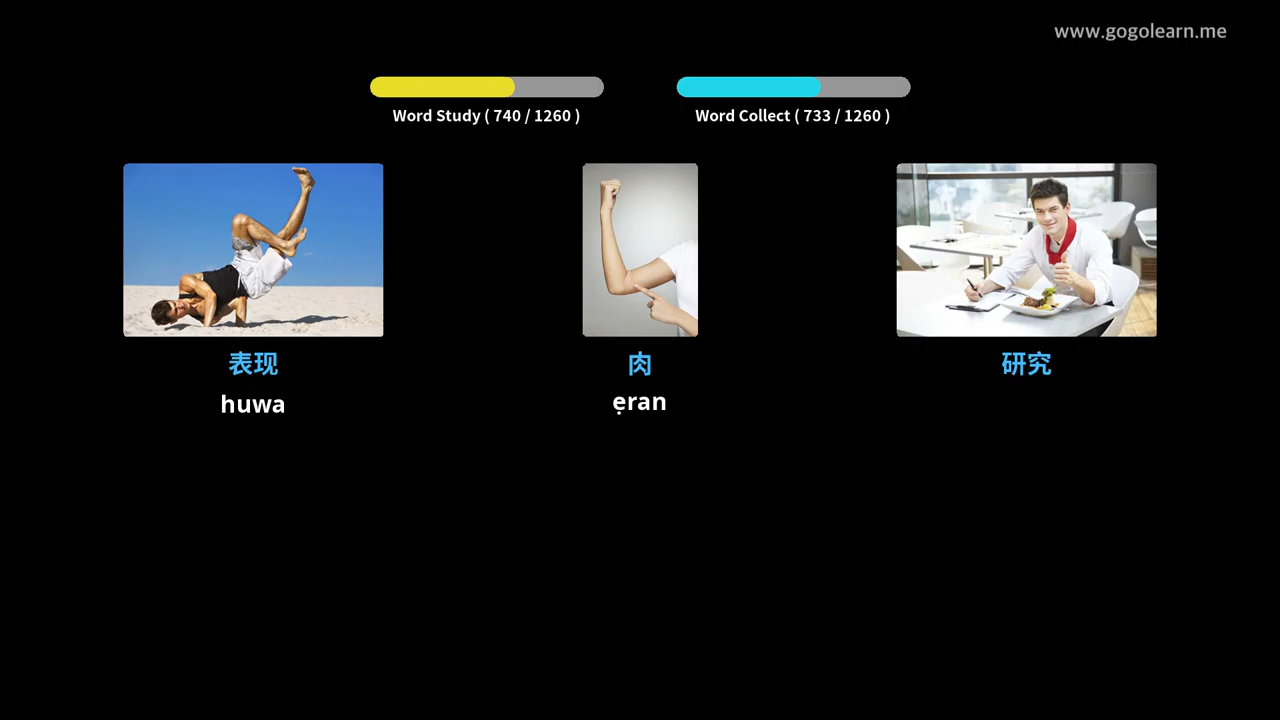 www.gogolearn.me
Word Study ( 740 / 1260 )
Word Collect ( 733 / 1260 )
表现
肉
研究
huwa
ẹran